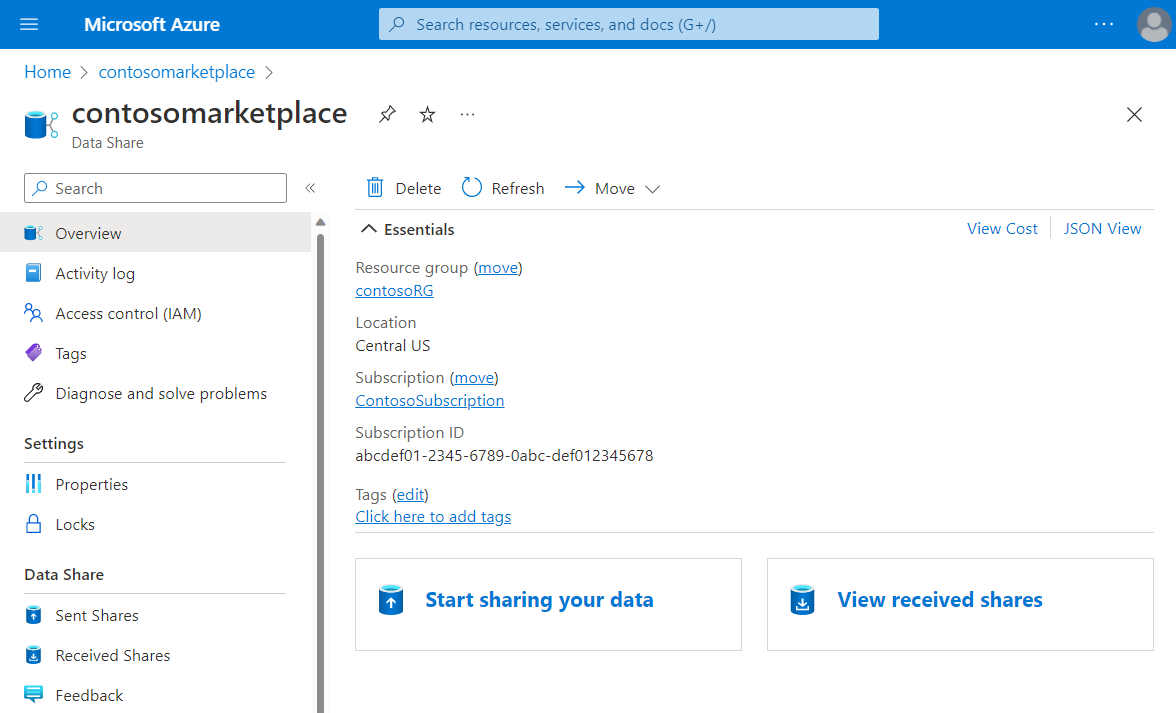 Microsoft Azure
Search resources, services, and docs (G+/)
Home
contosomarketplace
contosomarketplace
Data Share
Search
Overview
Activity log
Access control (IAM)
Tags
Diagnose and solve problems
Settings
Properties
Locks
Data Share
Sent Shares
Received Shares
Feedback
Delete Refresh Move
Essentials
View Cost JSON View
Resource group (move)
contosoRG
Location
Central US
Subscription (move)
ContosoSubscription
Subscription ID
abcdef01-2345-6789-0abc-def012345678
Tags (edit)
Click here to add tags
Start sharing your data
View received shares